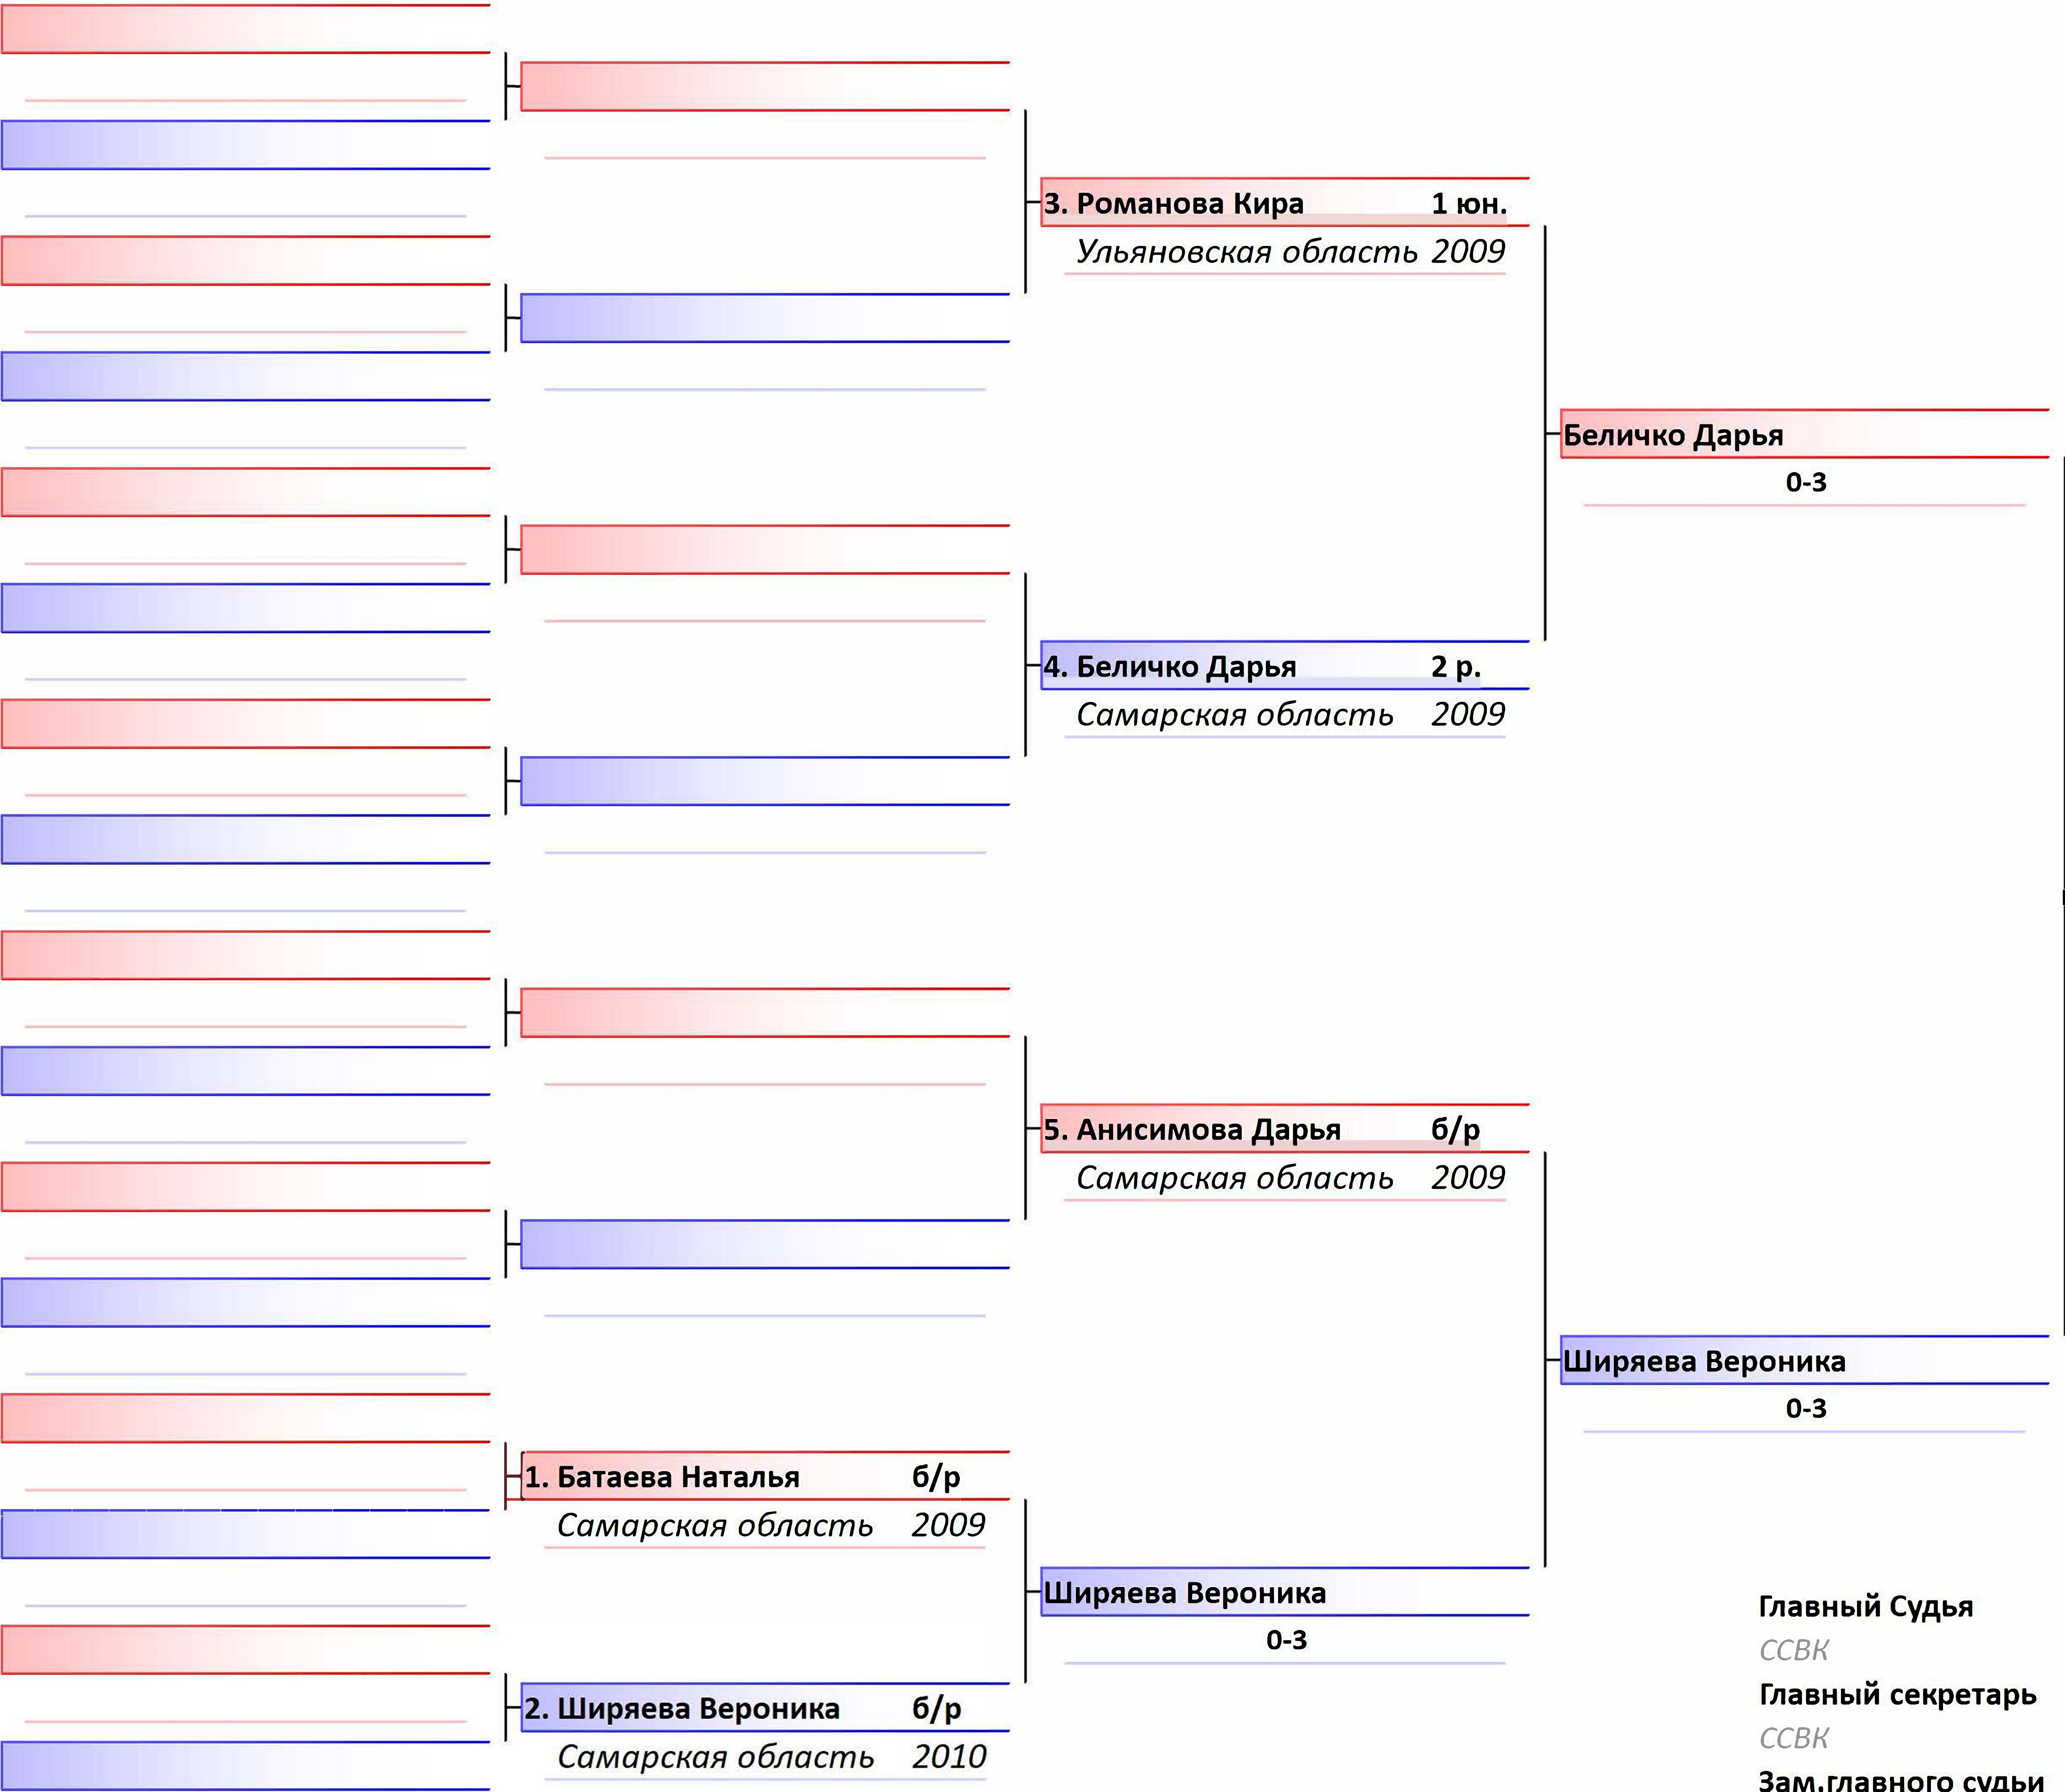 3. Романова Кира 1 юн.
Ульяновская область 2009
Беличко Дарья
0-3
4. Беличко Дарья 2 р.
Самарская область 2009
5. Анисимова Дарья б/р
Самарская область 2009
Ширяева Вероника
0-3
1. Батаева Наталья б/р
Самарская область 2009
Ширяева Вероника
0-3
2. Ширяева Вероника б/р
Самарская область 2010
Главный Судья
ССВК
Главный секретарь
ССВК
Зам.главного судьи